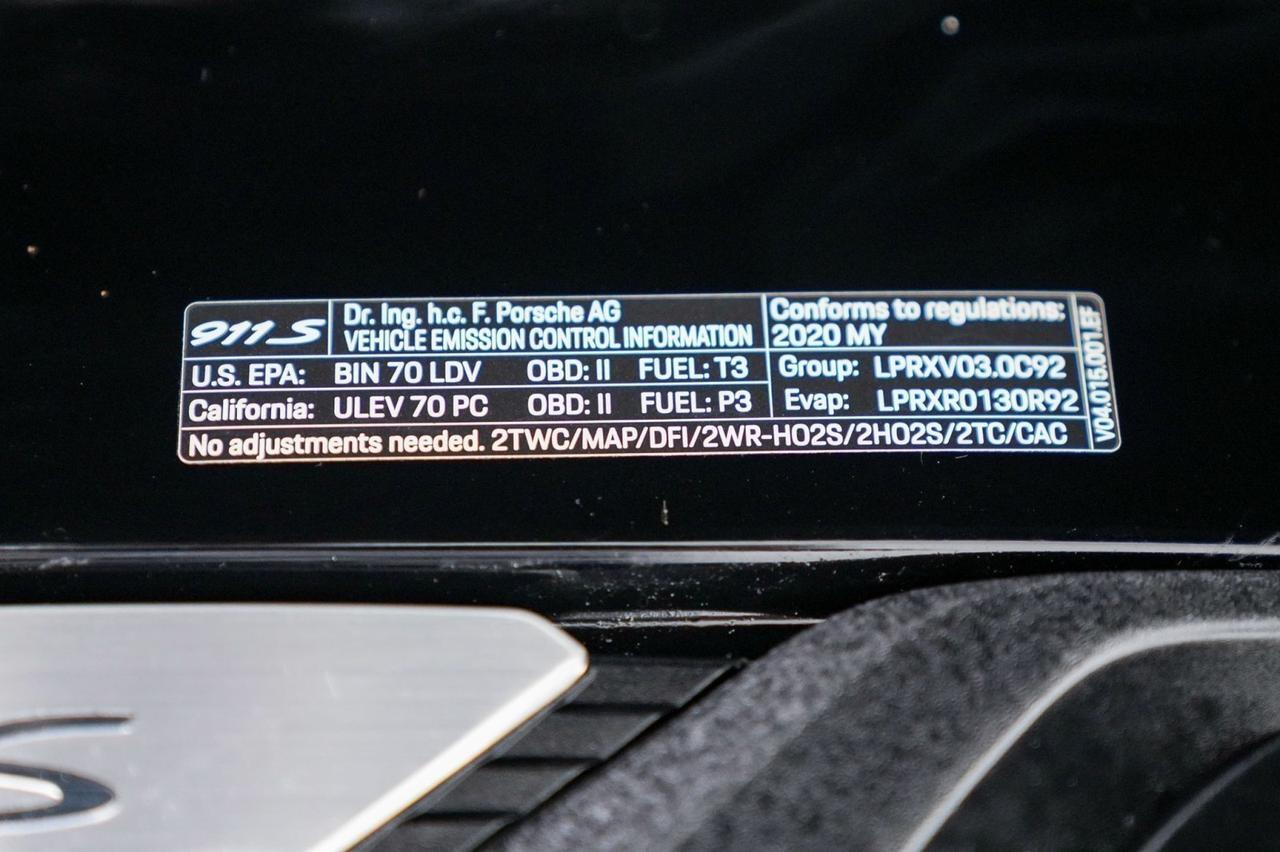 911 S
Dr. Ing. h.c. F. Porsche AG
VEHICLE EMISSION CONTROL INFORMATION
Conforms to regulations:
2020 MY
U.S. EPA: BIN 70 LDV OBD: II FUEL: T3
Group: LPRXV03.0C92
California: ULEV 70 PC OBD: II FUEL: P3
Evap: LPRXR0130R92
No adjustments needed. 2TWC/MAP/DFI/2WR-HO2S/2HO2S/2TC/CAC
V04.015.001.EF
S